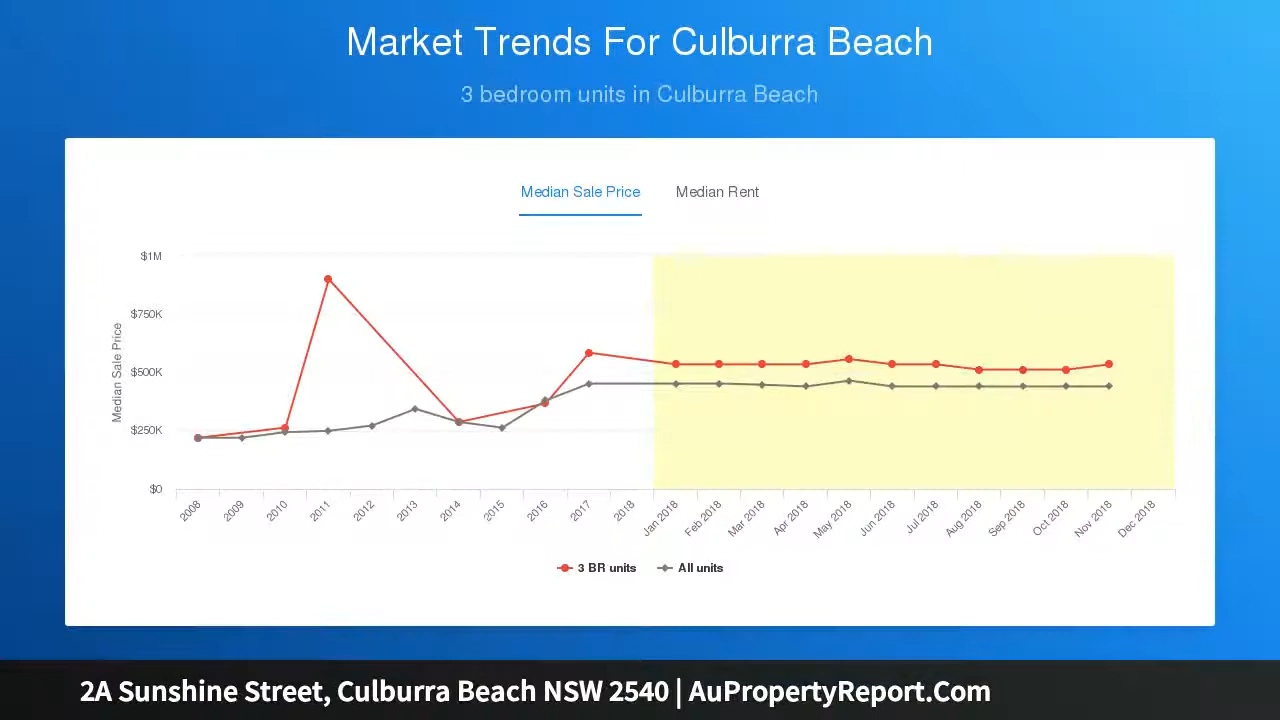 Market Trends For Culburra Beach
3 bedroom units in Culburra Beach
Median Sale Price Median Rent
Median Sale Price
$1M
$750K
$500K
$250K
$0
2008 2009 2010 2011 2012 2013 2014 2015 2016 2017 2018 Jan 2018 Feb 2018 Mar 2018 Apr 2018 May 2018 Jun 2018 Jul 2018 Aug 2018 Sep 2018 Oct 2018 Nov 2018 Dec 2018
3 BR units All units
2A Sunshine Street, Culburra Beach NSW 2540 | AuPropertyReport.Com